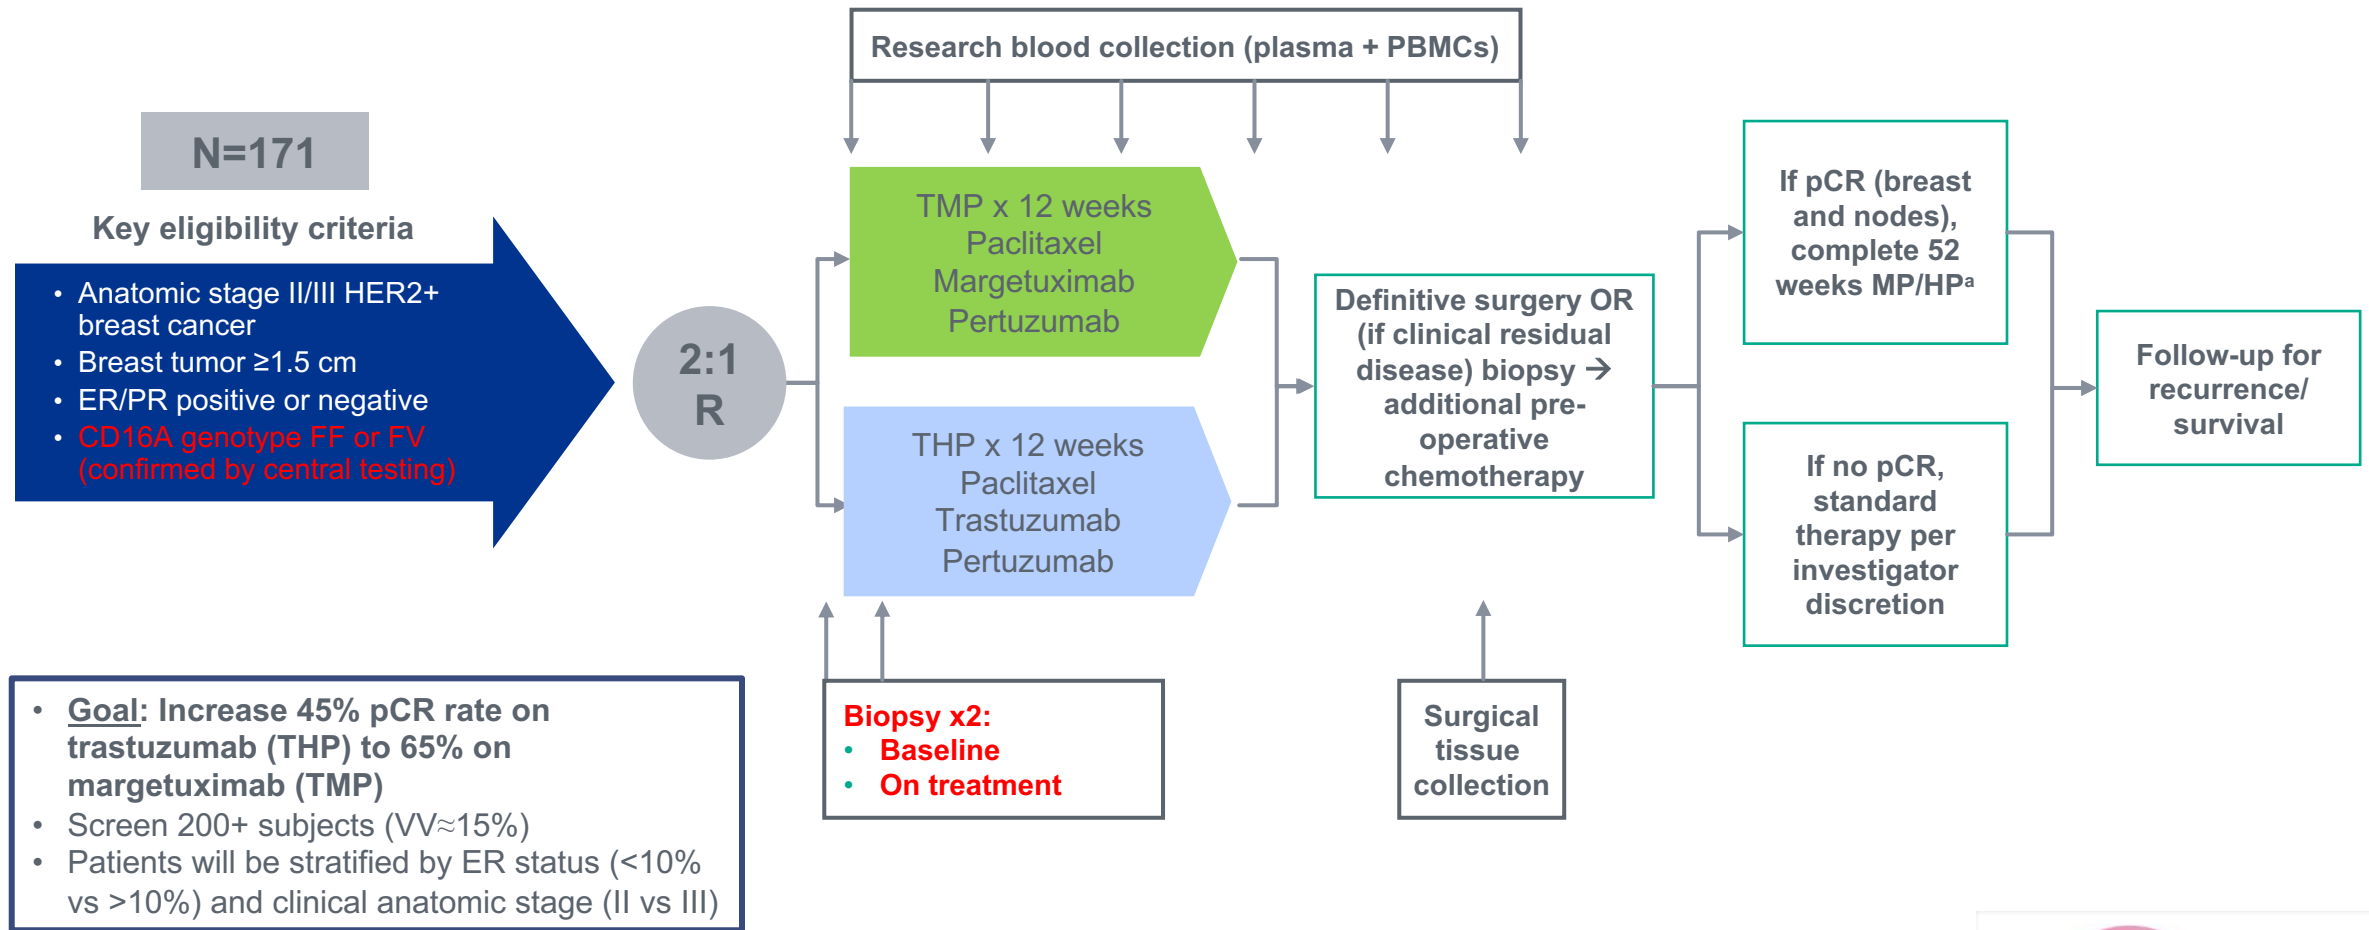 Research blood collection (plasma + PBMCs)
N=171
Key eligibility criteria
• Anatomic stage II/III HER2+
breast cancer
• Breast tumor ≥1.5 cm
• ER/PR positive or negative
• CD16A genotype FF or FV
(confirmed by central testing)
2:1
R
TMP x 12 weeks
Paclitaxel
Margetuximab
Pertuzumab
THP x 12 weeks
Paclitaxel
Trastuzumab
Pertuzumab
Definitive surgery OR
(if clinical residual
disease) biopsy →
additional pre-
operative
chemotherapy
If pCR (breast
and nodes),
complete 52
weeks MP/HPᵃ
If no pCR,
standard
therapy per
investigator
discretion
Follow-up for
recurrence/
survival
• Goal: Increase 45% pCR rate on
trastuzumab (THP) to 65% on
margetuximab (TMP)
• Screen 200+ subjects (VV≈15%)
• Patients will be stratified by ER status (<10%
vs >10%) and clinical anatomic stage (II vs III)
Biopsy x2:
• Baseline
• On treatment
Surgical
tissue
collection